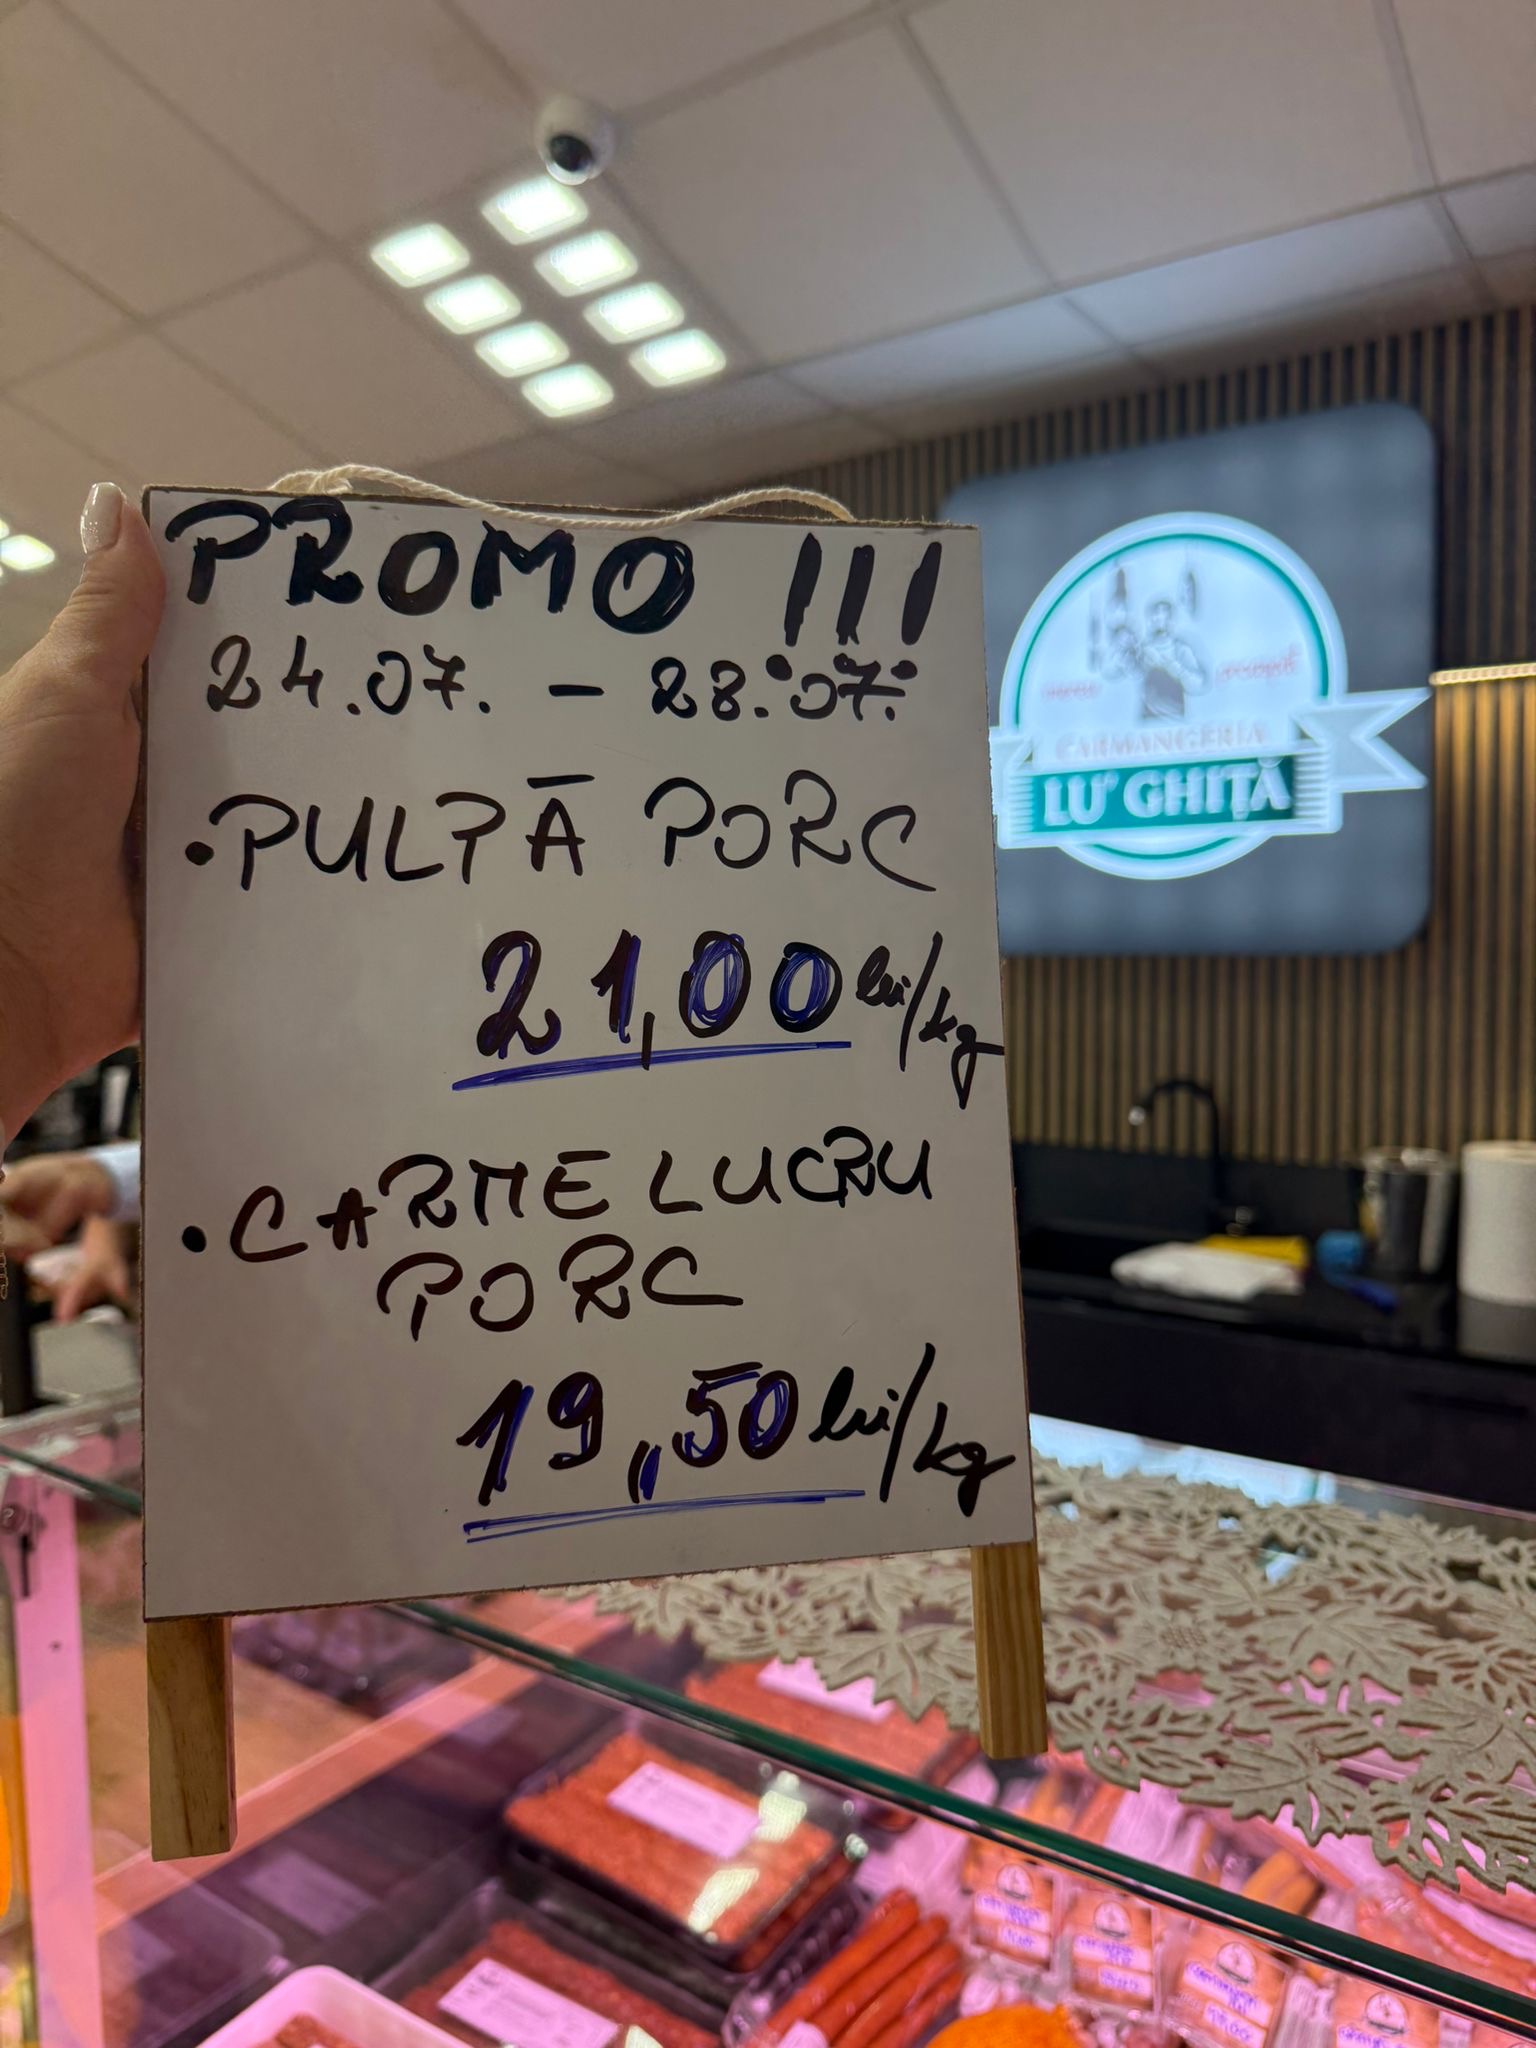 PROMO !!!
24.07. - 28.07.
• PULPĂ PORC
21,00 lei/kg
• CARNE LUCRU
PORC
19,50 lei/kg
CARMANGERIA
LU' GHIȚĂ